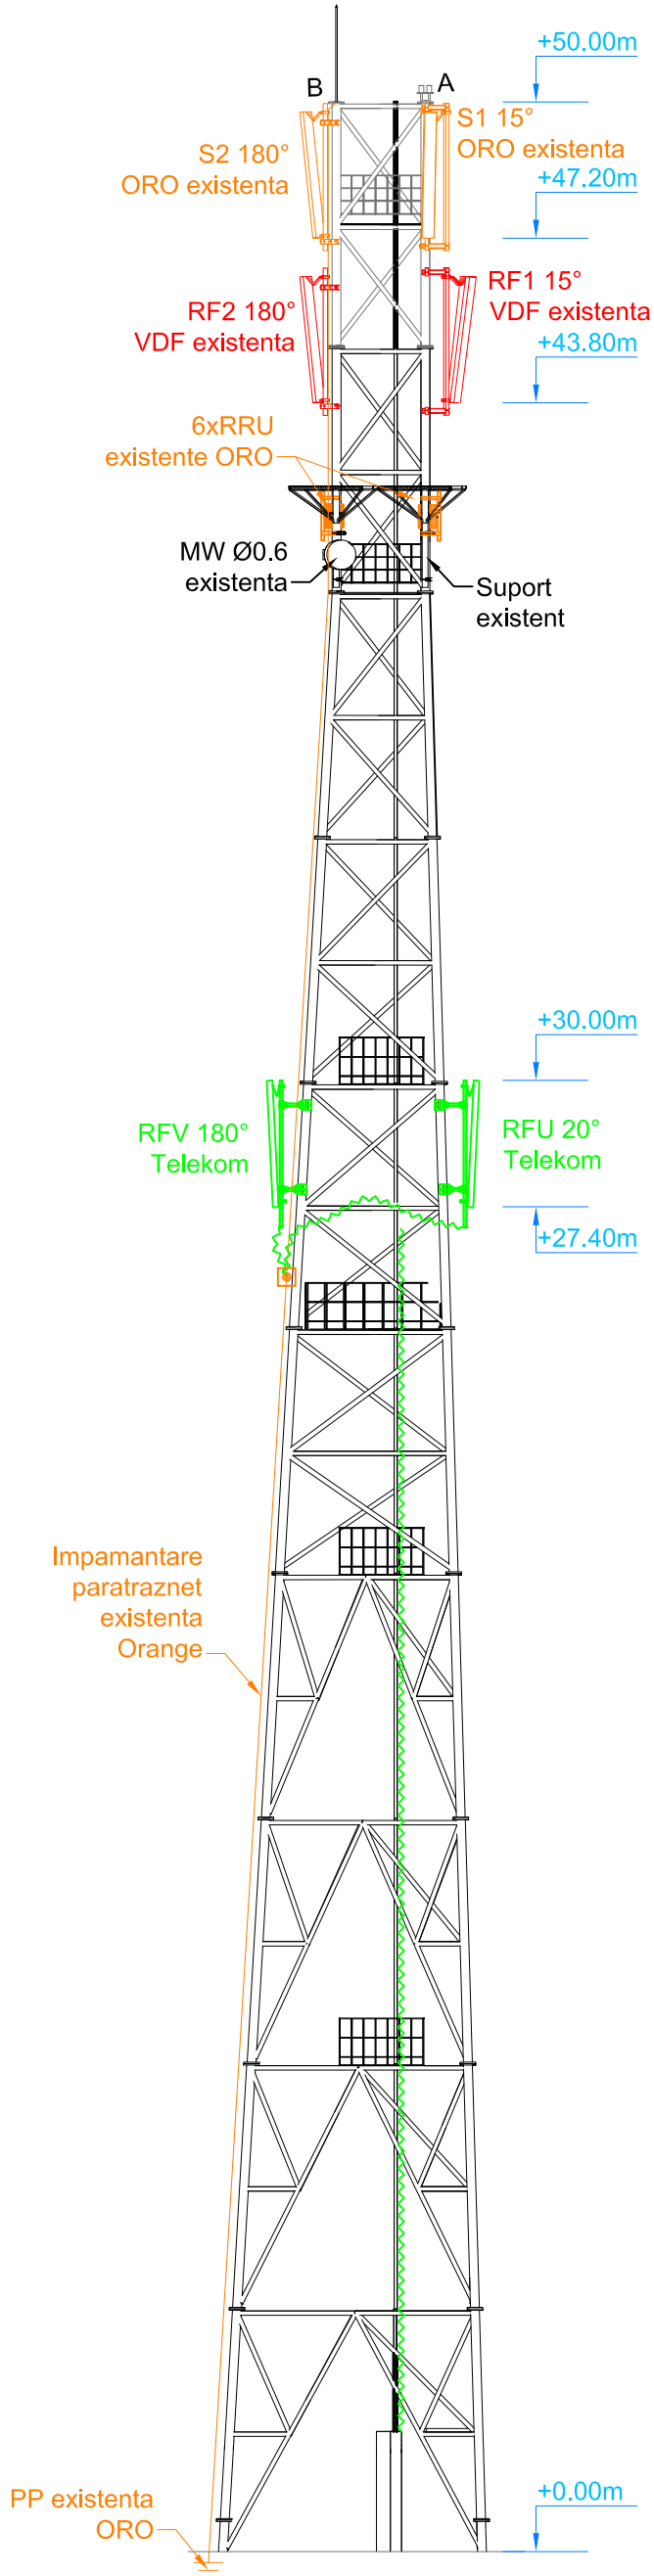 +50.00m
B
A
S1 15°
ORO existenta
S2 180°
ORO existenta
+47.20m
RF1 15°
VDF existenta
RF2 180°
VDF existenta
+43.80m
6xRRU
existente ORO
MW Ø0.6
existenta
Suport
existent
+30.00m
RFV 180°
Telekom
RFU 20°
Telekom
+27.40m
Impamantare
paratraznet
existenta
Orange
+0.00m
PP existenta
ORO